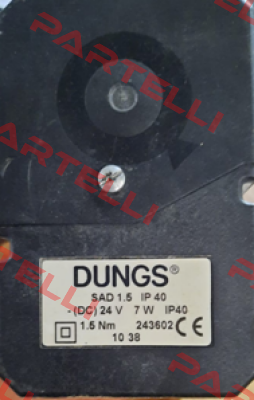 PARTELLI
PARTELLI
PARTELLI
DUNGS®
SAD 1.5 IP 40
-(DC) 24 V 7 W IP40
1.5 Nm 243602 CE
10 38